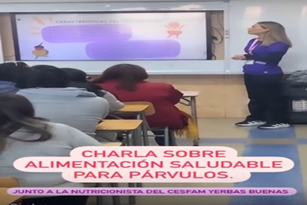 CHARLA SOBRE
ALIMENTACIÓN SALUDABLE
PARA PÁRVULOS.
JUNTO A LA NUTRICIONISTA DEL CESFAM YERBAS BUENAS